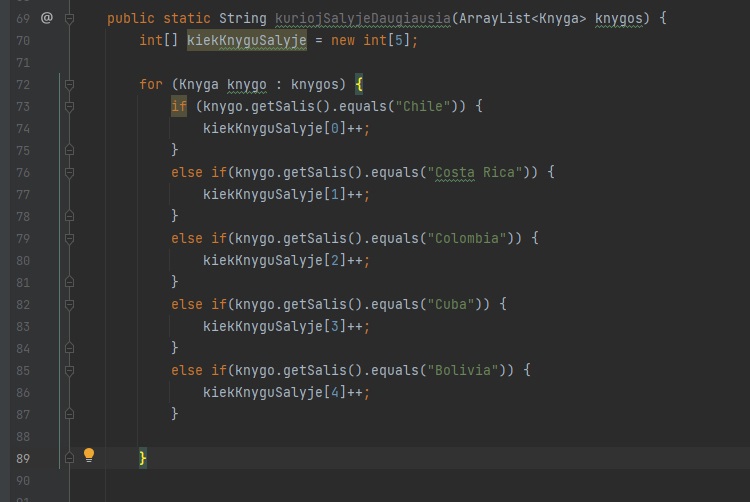 69 @ public static String kuriojSalyjeDaugiausia(ArrayList<Knyga> knygos) {
70 int[] kiekKnyguSalyje = new int[5];
71
72 for (Knyga knygo : knygos) {
73 if (knygo.getSalis().equals("Chile")) {
74 kiekKnyguSalyje[0]++;
75 }
76 else if(knygo.getSalis().equals("Costa Rica")) {
77 kiekKnyguSalyje[1]++;
78 }
79 else if(knygo.getSalis().equals("Colombia")) {
80 kiekKnyguSalyje[2]++;
81 }
82 else if(knygo.getSalis().equals("Cuba")) {
83 kiekKnyguSalyje[3]++;
84 }
85 else if(knygo.getSalis().equals("Bolivia")) {
86 kiekKnyguSalyje[4]++;
87 }
88
89 }
90